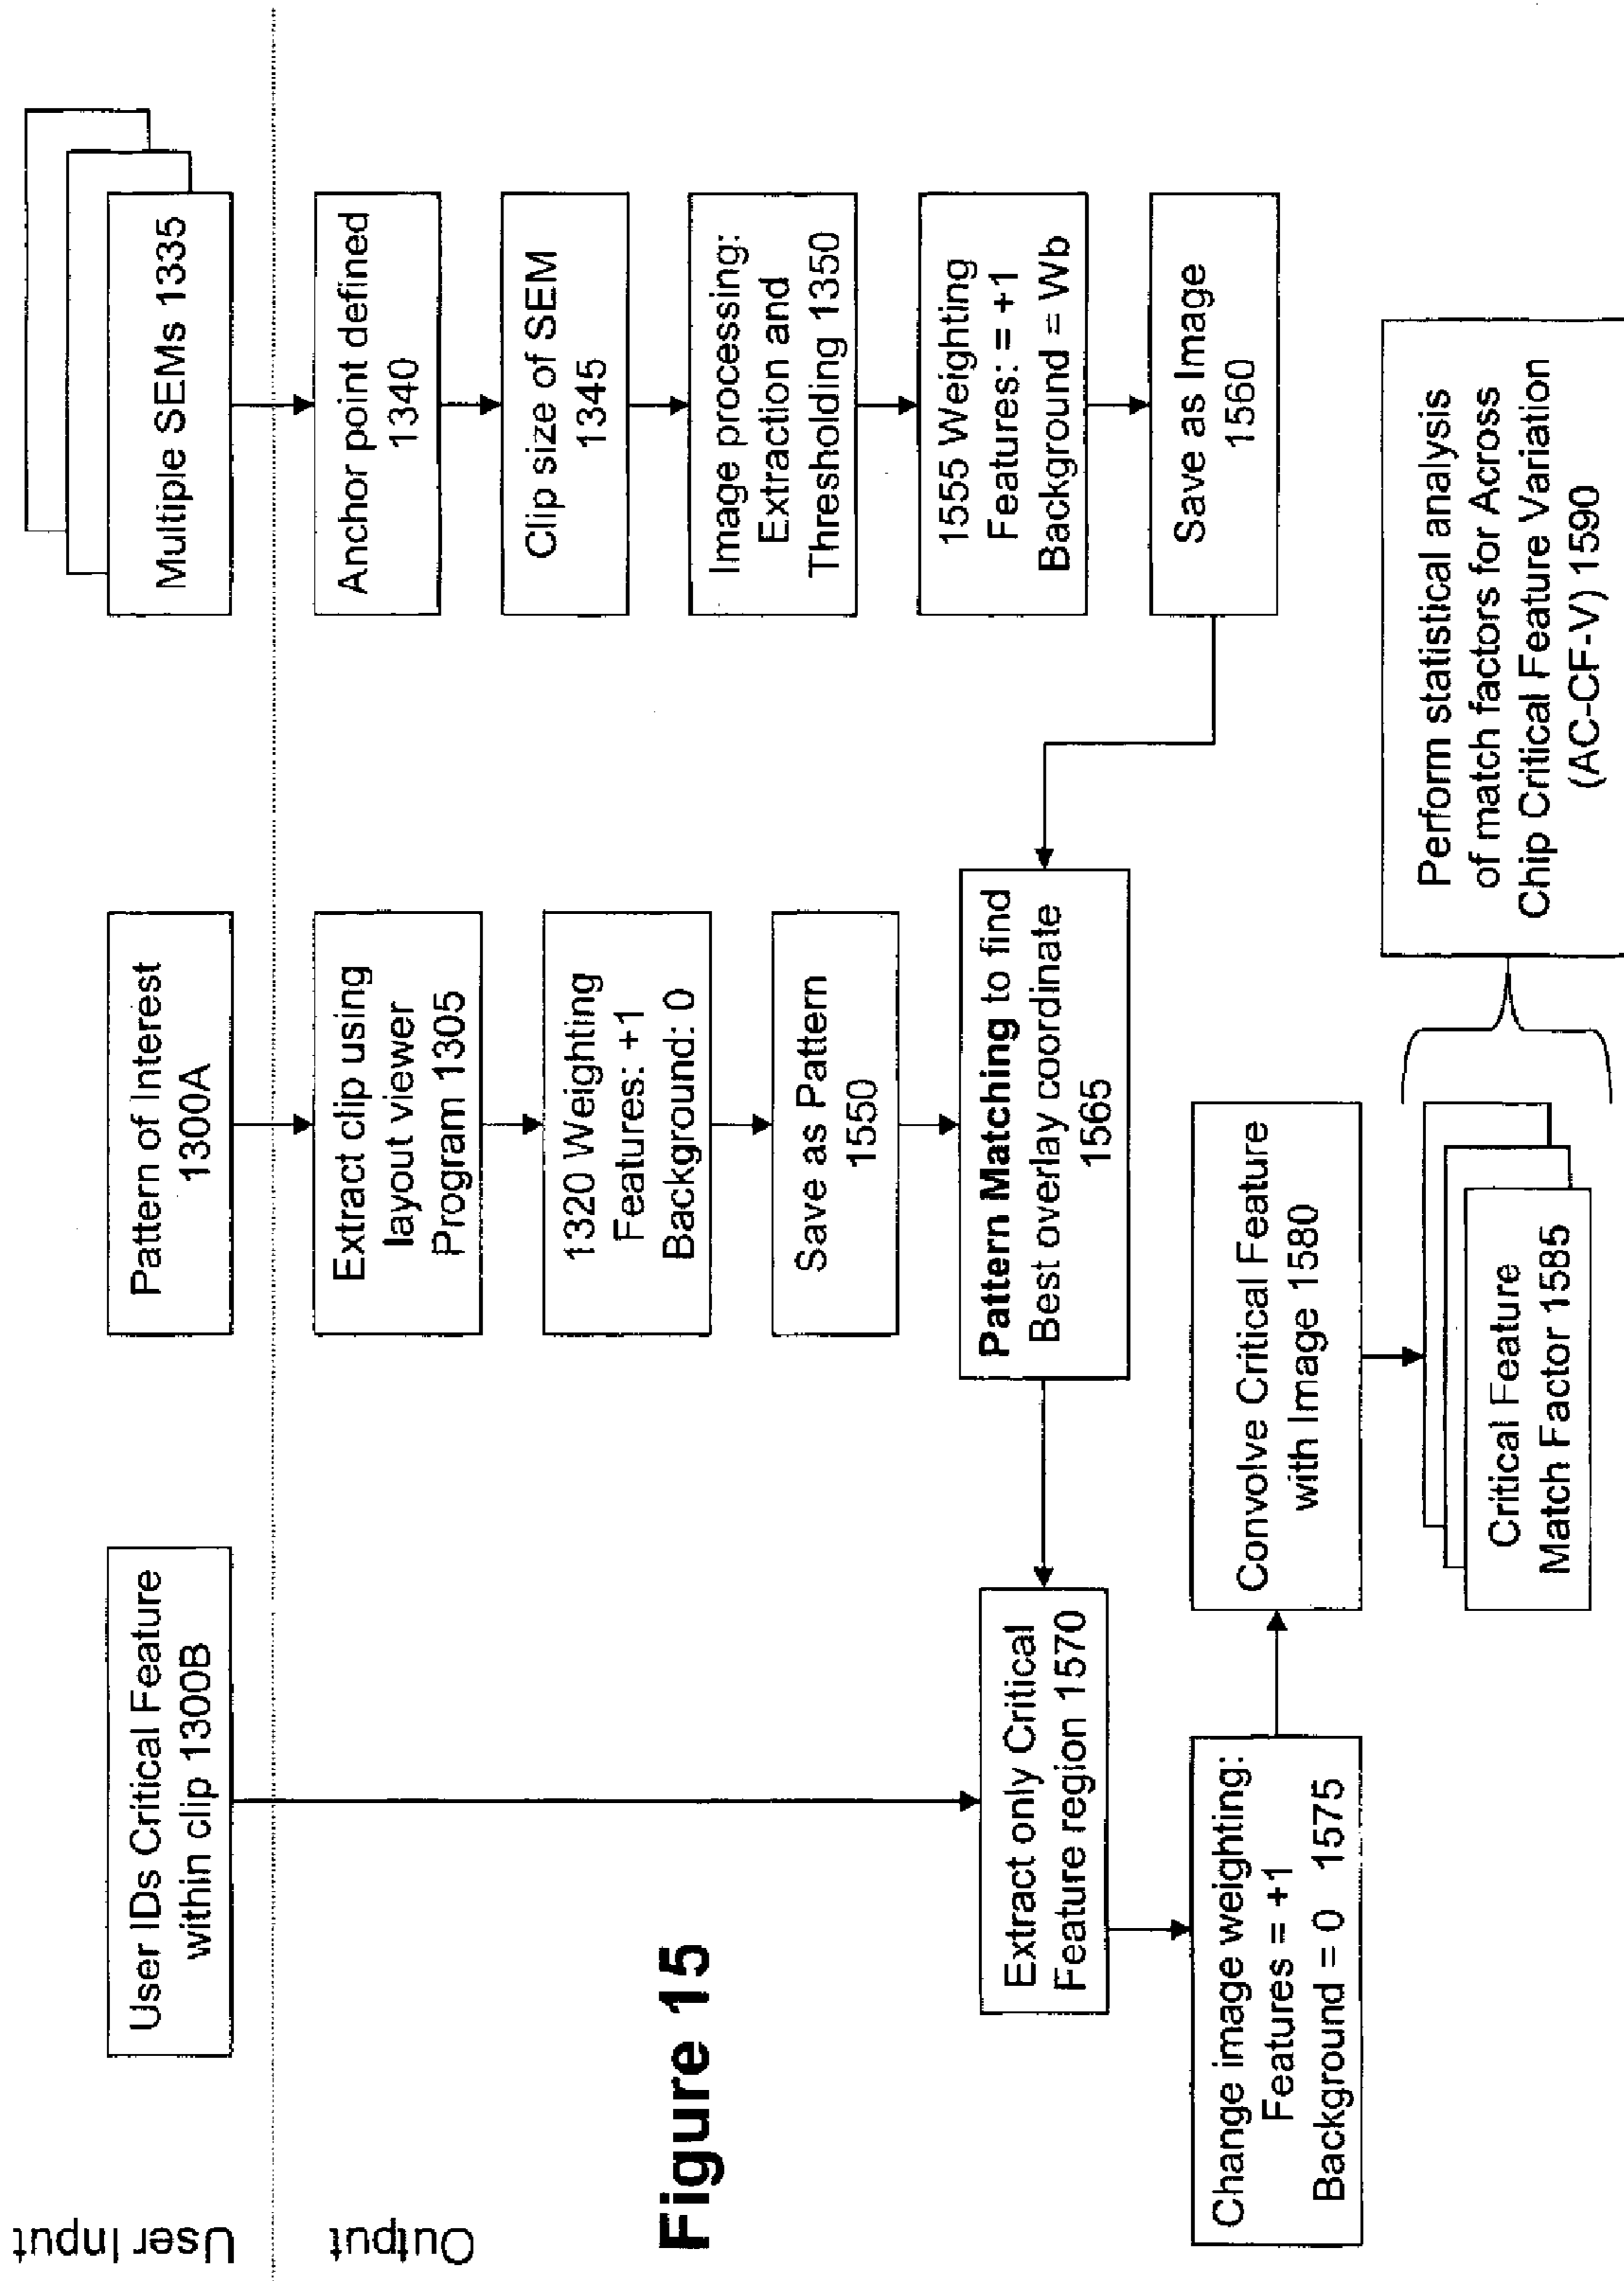 User Input
User IDs Critical Feature
within clip 1300B
Pattern of Interest
1300A
Multiple SEMs 1335
Output
Extract clip using
layout viewer
Program 1305
Anchor point defined
1340
1320 Weighting
Features: +1
Background: 0
Clip size of SEM
1345
Save as Pattern
1550
Image processing:
Extraction and
Thresholding 1350
1555 Weighting
Features: = +1
Background = Wb
Save as Image
1560
Figure 15
Extract only Critical
Feature region 1570
Pattern Matching to find
Best overlay coordinate
1565
Change image weighting:
Features = +1
Background = 0 1575
Convolve Critical Feature
with Image 1580
Critical Feature
Match Factor 1585
Perform statistical analysis
of match factors for Across
Chip Critical Feature Variation
(AC-CF-V) 1590